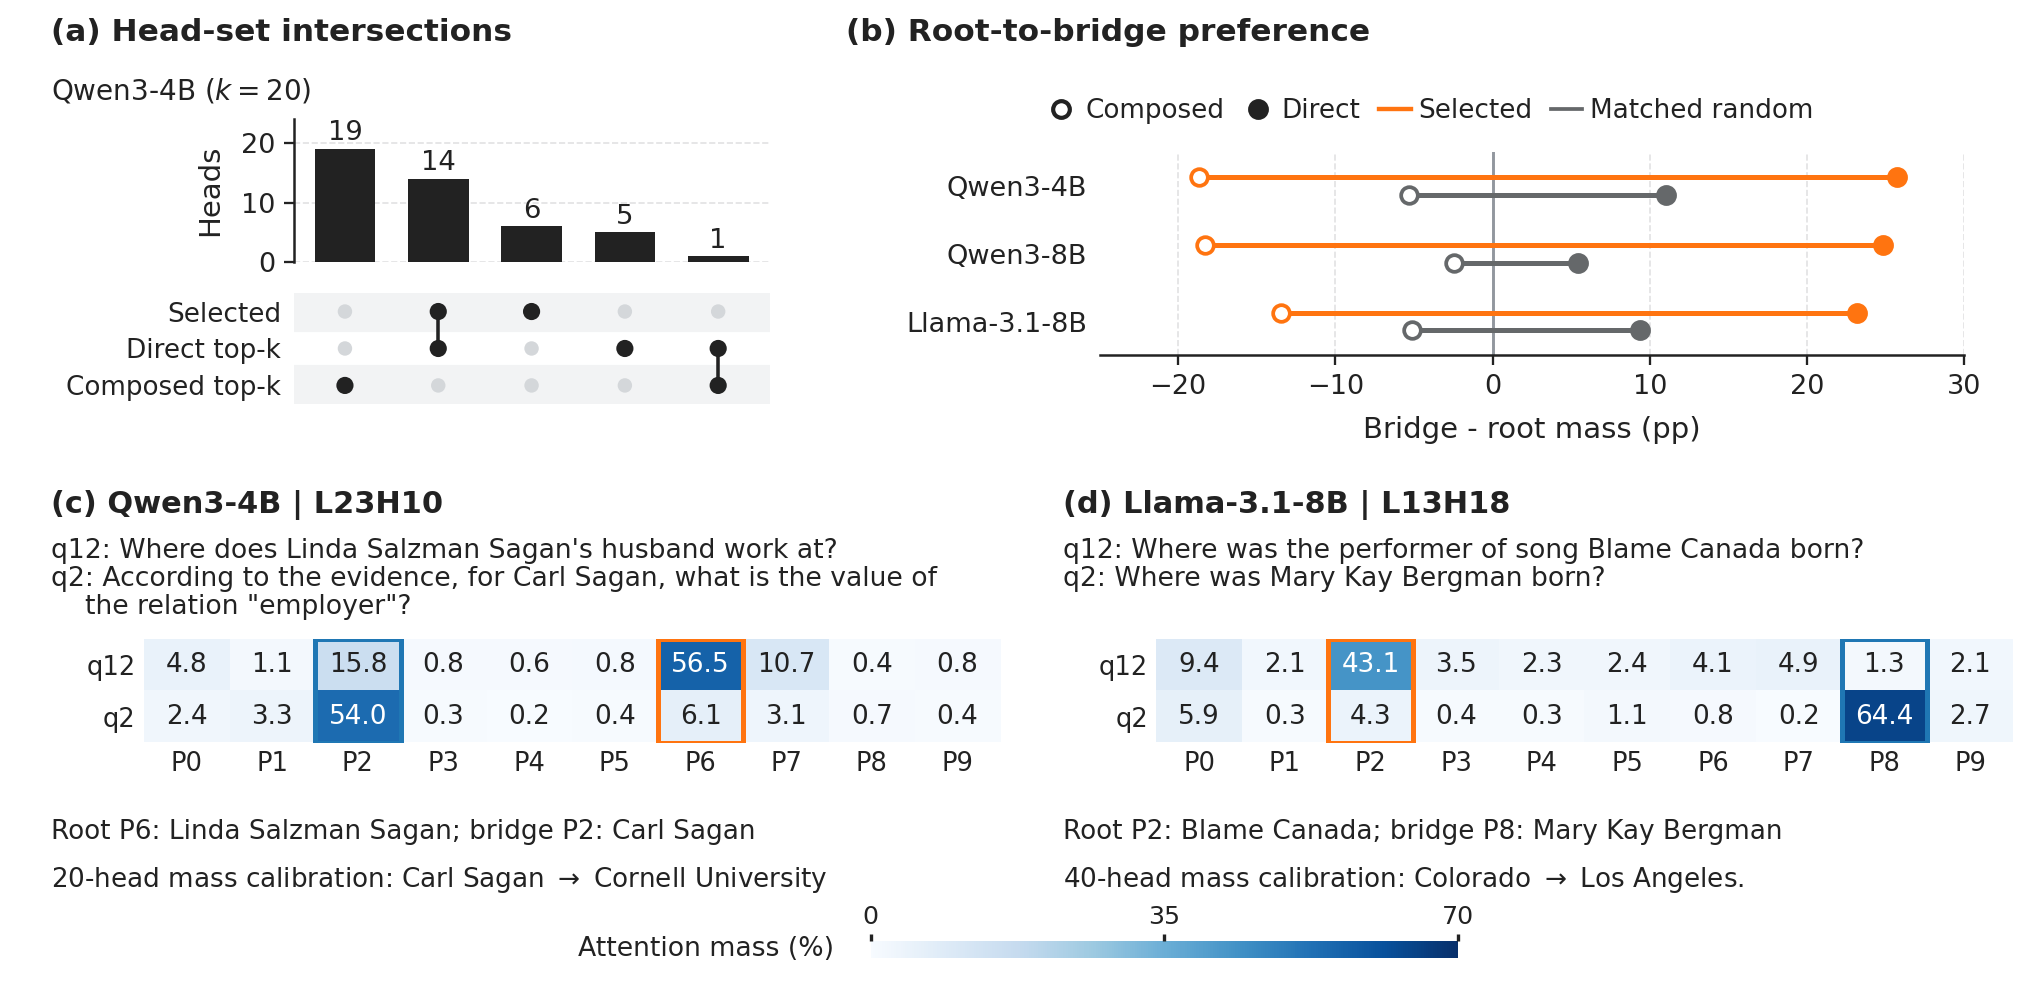 (a) Head-set intersections
Qwen3-4B (k = 20)
Heads
20
10
0
19
14
6
5
1
Selected
Direct top-k
Composed top-k
(b) Root-to-bridge preference
Composed
Direct
Selected
Matched random
Qwen3-4B
Qwen3-8B
Llama-3.1-8B
−20 −10 0 10 20 30
Bridge - root mass (pp)
(c) Qwen3-4B | L23H10
q12: Where does Linda Salzman Sagan's husband work at?
q2: According to the evidence, for Carl Sagan, what is the value of
the relation "employer"?
q12 4.8 1.1 15.8 0.8 0.6 0.8 56.5 10.7 0.4 0.8
q2 2.4 3.3 54.0 0.3 0.2 0.4 6.1 3.1 0.7 0.4
P0 P1 P2 P3 P4 P5 P6 P7 P8 P9
Root P6: Linda Salzman Sagan; bridge P2: Carl Sagan
20-head mass calibration: Carl Sagan → Cornell University
(d) Llama-3.1-8B | L13H18
q12: Where was the performer of song Blame Canada born?
q2: Where was Mary Kay Bergman born?
q12 9.4 2.1 43.1 3.5 2.3 2.4 4.1 4.9 1.3 2.1
q2 5.9 0.3 4.3 0.4 0.3 1.1 0.8 0.2 64.4 2.7
P0 P1 P2 P3 P4 P5 P6 P7 P8 P9
Root P2: Blame Canada; bridge P8: Mary Kay Bergman
40-head mass calibration: Colorado → Los Angeles.
0 35 70
Attention mass (%)